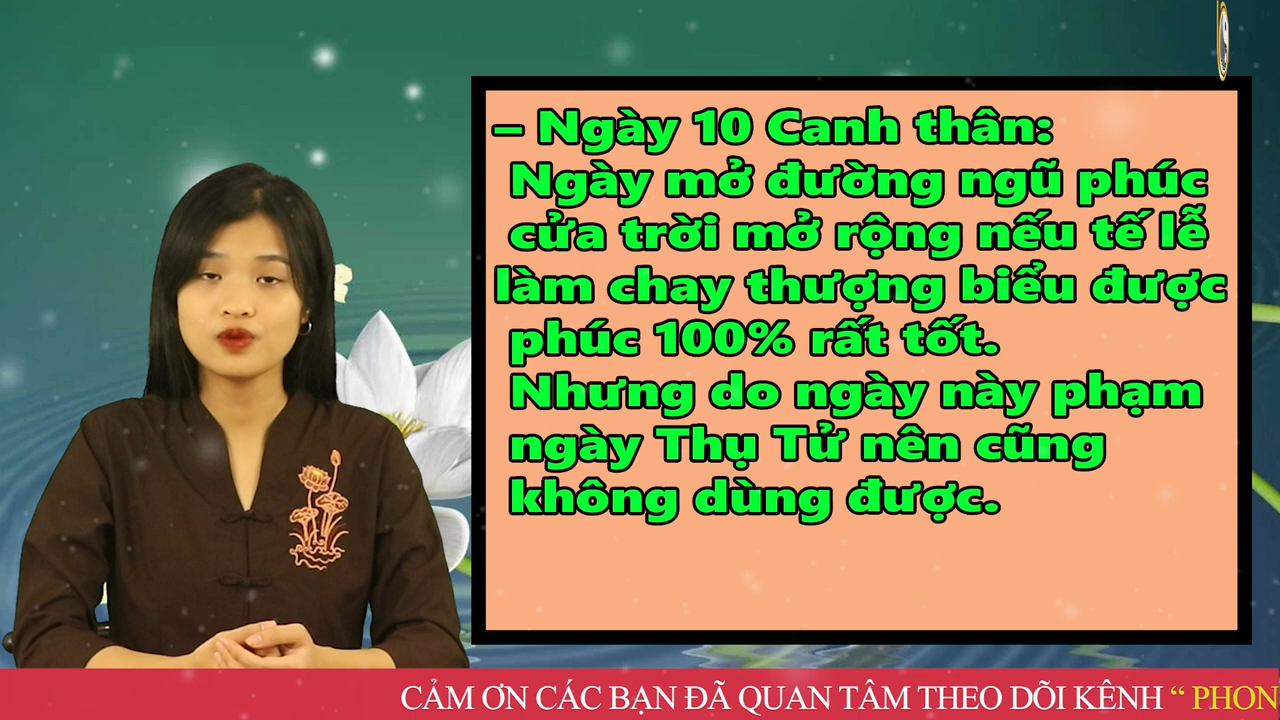 – Ngày 10 Canh thân:
Ngày mở đường ngũ phúc
cửa trời mở rộng nếu tế lễ
làm chay thượng biểu được
phúc 100% rất tốt.
Nhưng do ngày này phạm
ngày Thụ Tử nên cũng
không dùng được.
CẢM ƠN CÁC BẠN ĐÃ QUAN TÂM THEO DÕI KÊNH “ PHON